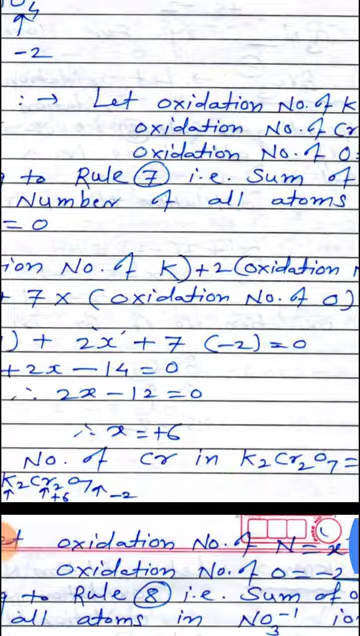 O4
↑
-2
:→ Let oxidation No. of K
oxidation No. of Cr
oxidation No. of O=
to Rule ⑦ i.e. Sum of
Number of all atoms
=0
ion No. of K)+2(oxidation N
+ 7 x (oxidation No. of O)
) + 2x + 7 (-2)=0
+2x -14=0
∴ 2x-12=0
∴ x=+6
No. of Cr in K2Cr2O7=
K2Cr2O7
↑ ↑+6 ↑-2
et oxidation No. of N=x
oxidation No. of O=-2
to Rule ⑧ i.e. Sum of o
all atoms in NO3-1 io